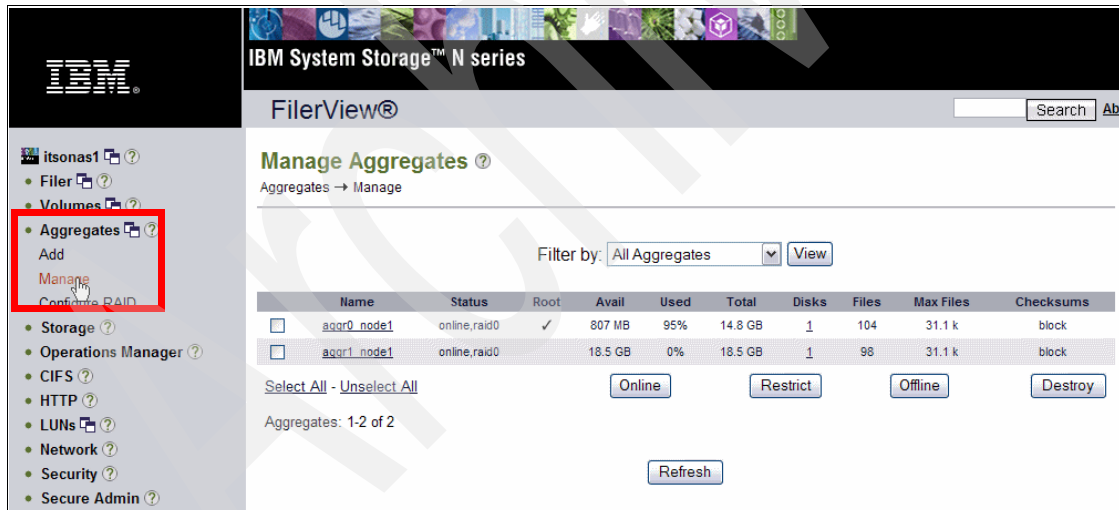 IBM®
IBM System Storage™ N series
FilerView®
Search Ab
itsonas1
Filer
Volumes
Aggregates
Add
Manage
Configure RAID
Storage
Operations Manager
CIFS
HTTP
LUNs
Network
Security
Secure Admin
Manage Aggregates
Aggregates → Manage
Filter by: All Aggregates View
Name Status Root Avail Used Total Disks Files Max Files Checksums
aggr0_node1 online,raid0 ✓ 807 MB 95% 14.8 GB 1 104 31.1 k block
aggr1_node1 online,raid0 18.5 GB 0% 18.5 GB 1 98 31.1 k block
Select All - Unselect All Online Restrict Offline Destroy
Aggregates: 1-2 of 2
Refresh